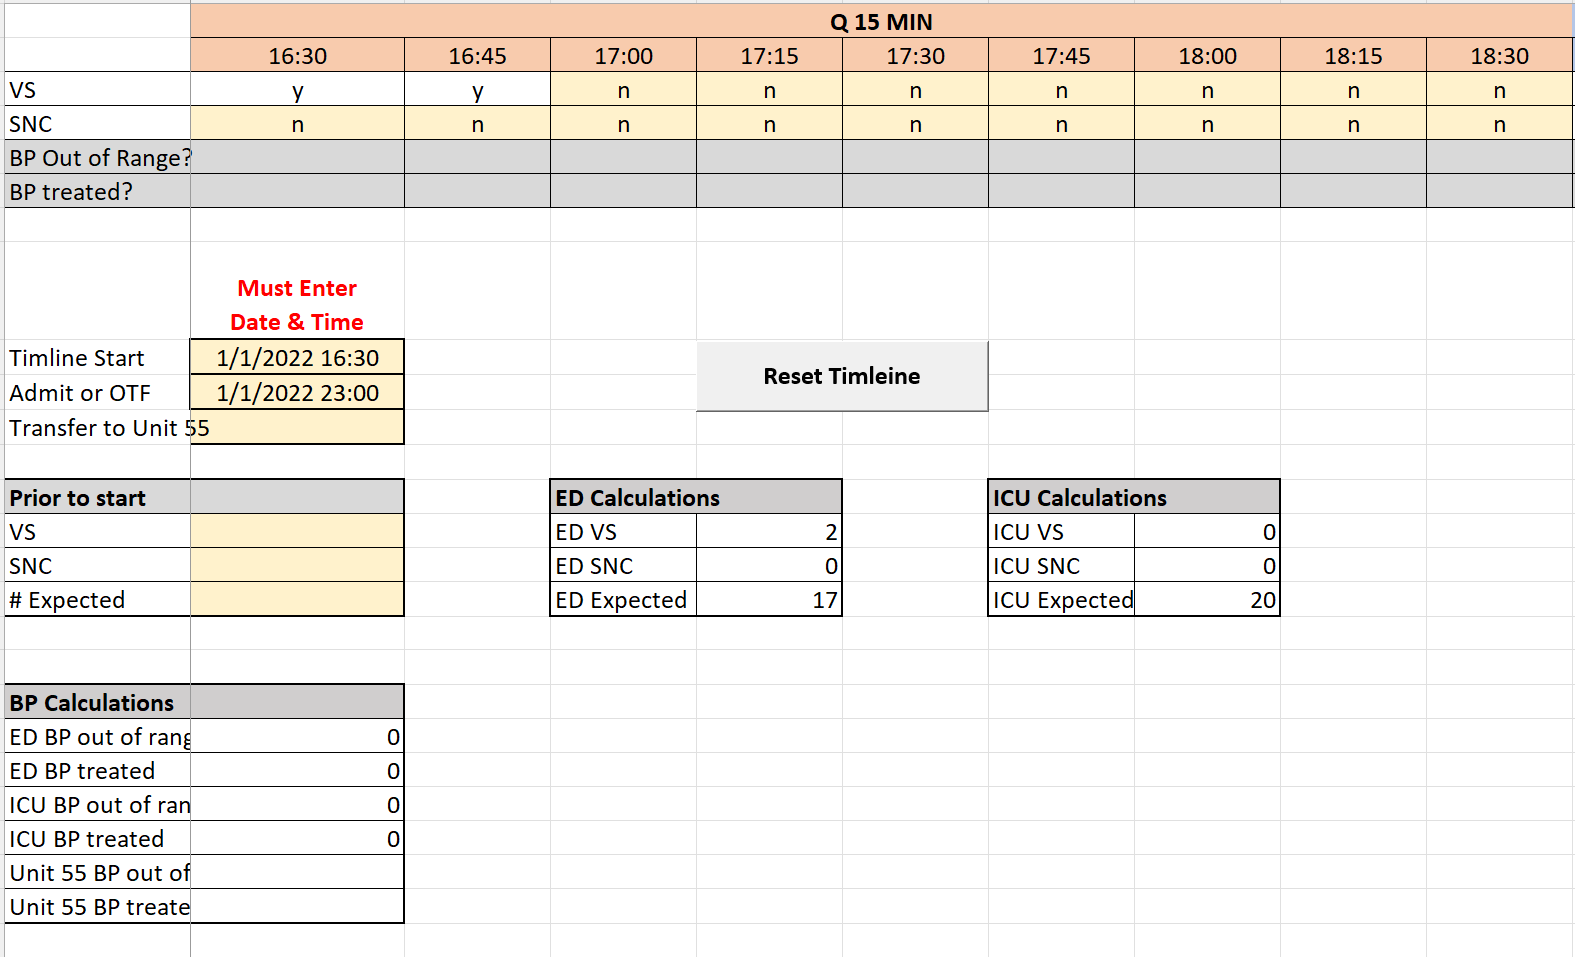 Q 15 MIN
16:30 16:45 17:00 17:15 17:30 17:45 18:00 18:15 18:30
VS y y n n n n n n n
SNC n n n n n n n n n
BP Out of Range?
BP treated?
Must Enter
Date & Time
Timline Start 1/1/2022 16:30
Reset Timleine
Admit or OTF 1/1/2022 23:00
Transfer to Unit 55
Prior to start ED Calculations ICU Calculations
VS ED VS 2 ICU VS 0
SNC ED SNC 0 ICU SNC 0
# Expected ED Expected 17 ICU Expected 20
BP Calculations
ED BP out of rang 0
ED BP treated 0
ICU BP out of ran 0
ICU BP treated 0
Unit 55 BP out of
Unit 55 BP treate